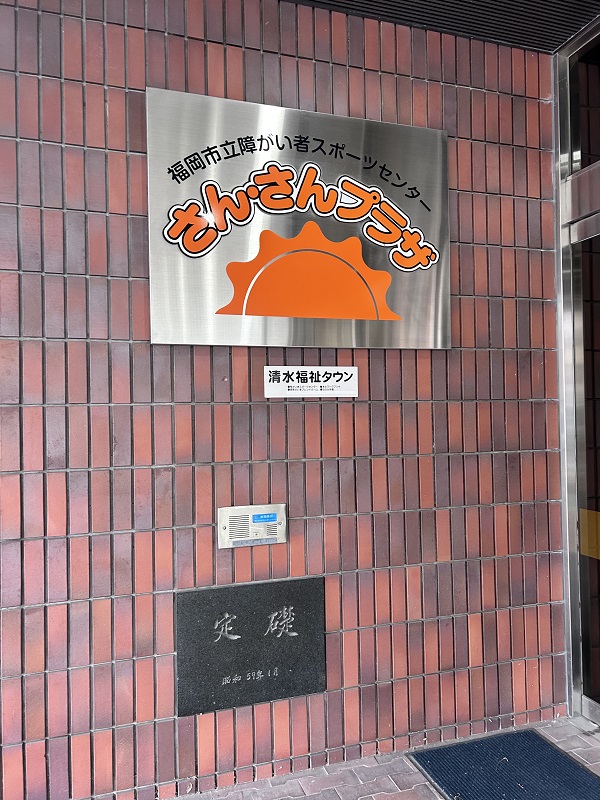 福岡市立障がい者スポーツセンター
さん・さんプラザ
清水福祉タウン
定礎
昭和59年1月